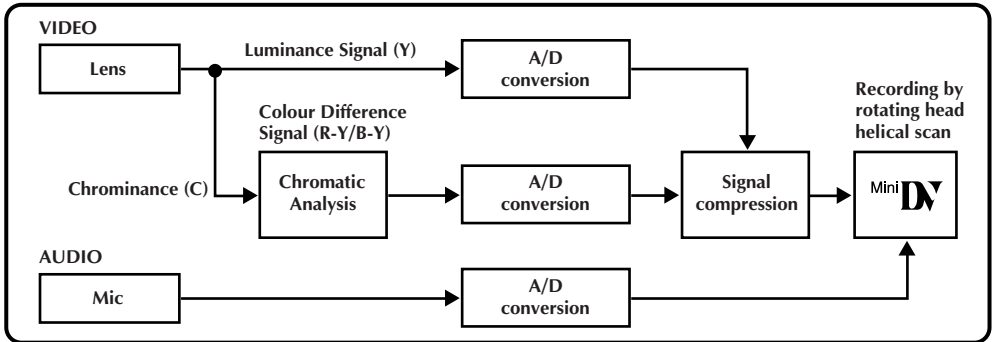 VIDEO
Lens
Luminance Signal (Y)
A/D
conversion
Colour Difference
Signal (R-Y/B-Y)
Chrominance (C)
Chromatic
Analysis
A/D
conversion
Signal
compression
Recording by
rotating head
helical scan
Mini DV
AUDIO
Mic
A/D
conversion